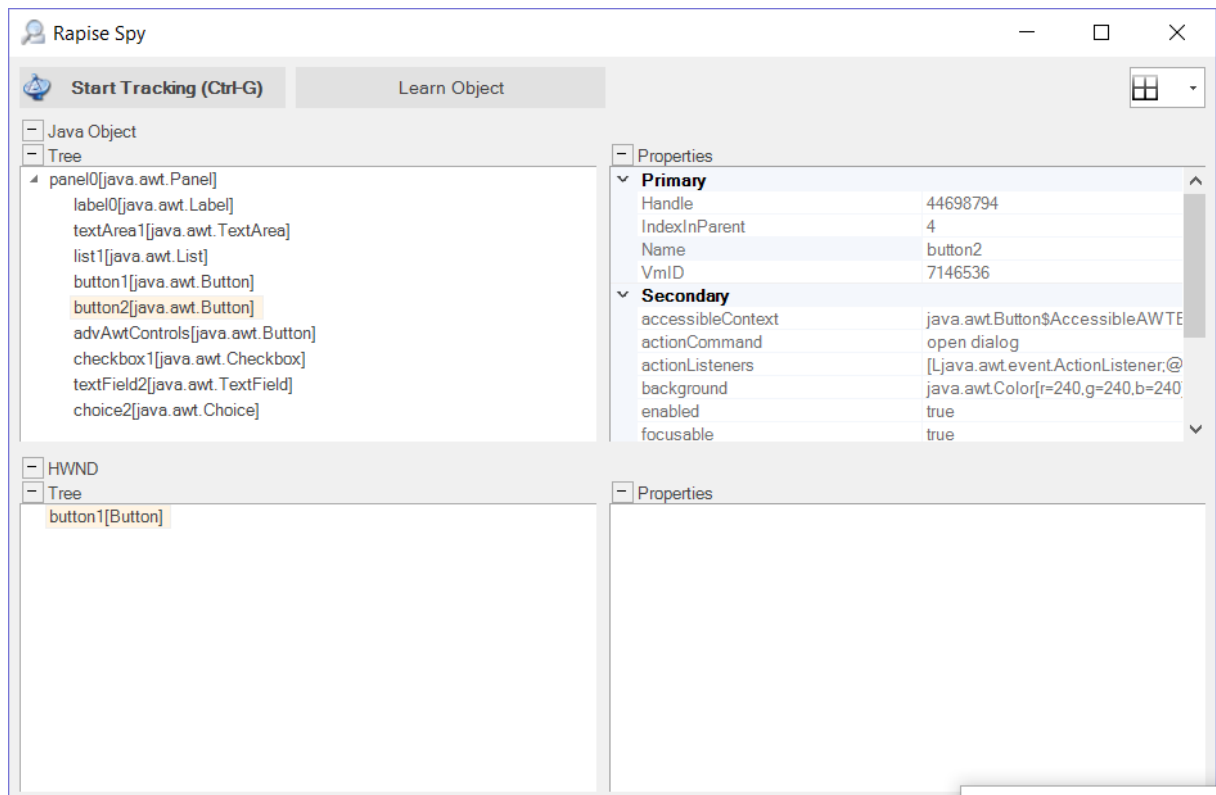 Rapise Spy
Start Tracking (Ctrl-G) Learn Object
Java Object
Tree
panel0[java.awt.Panel]
label0[java.awt.Label]
textArea1[java.awt.TextArea]
list1[java.awt.List]
button1[java.awt.Button]
button2[java.awt.Button]
advAwtControls[java.awt.Button]
checkbox1[java.awt.Checkbox]
textField2[java.awt.TextField]
choice2[java.awt.Choice]
Properties
Primary
Handle 44698794
IndexInParent 4
Name button2
VmID 7146536
Secondary
accessibleContext java.awt.Button$AccessibleAWTE
actionCommand open dialog
actionListeners [Ljava.awt.event.ActionListener;@
background java.awt.Color[r=240,g=240,b=240]
enabled true
focusable true
HWND
Tree
button1[Button]
Properties